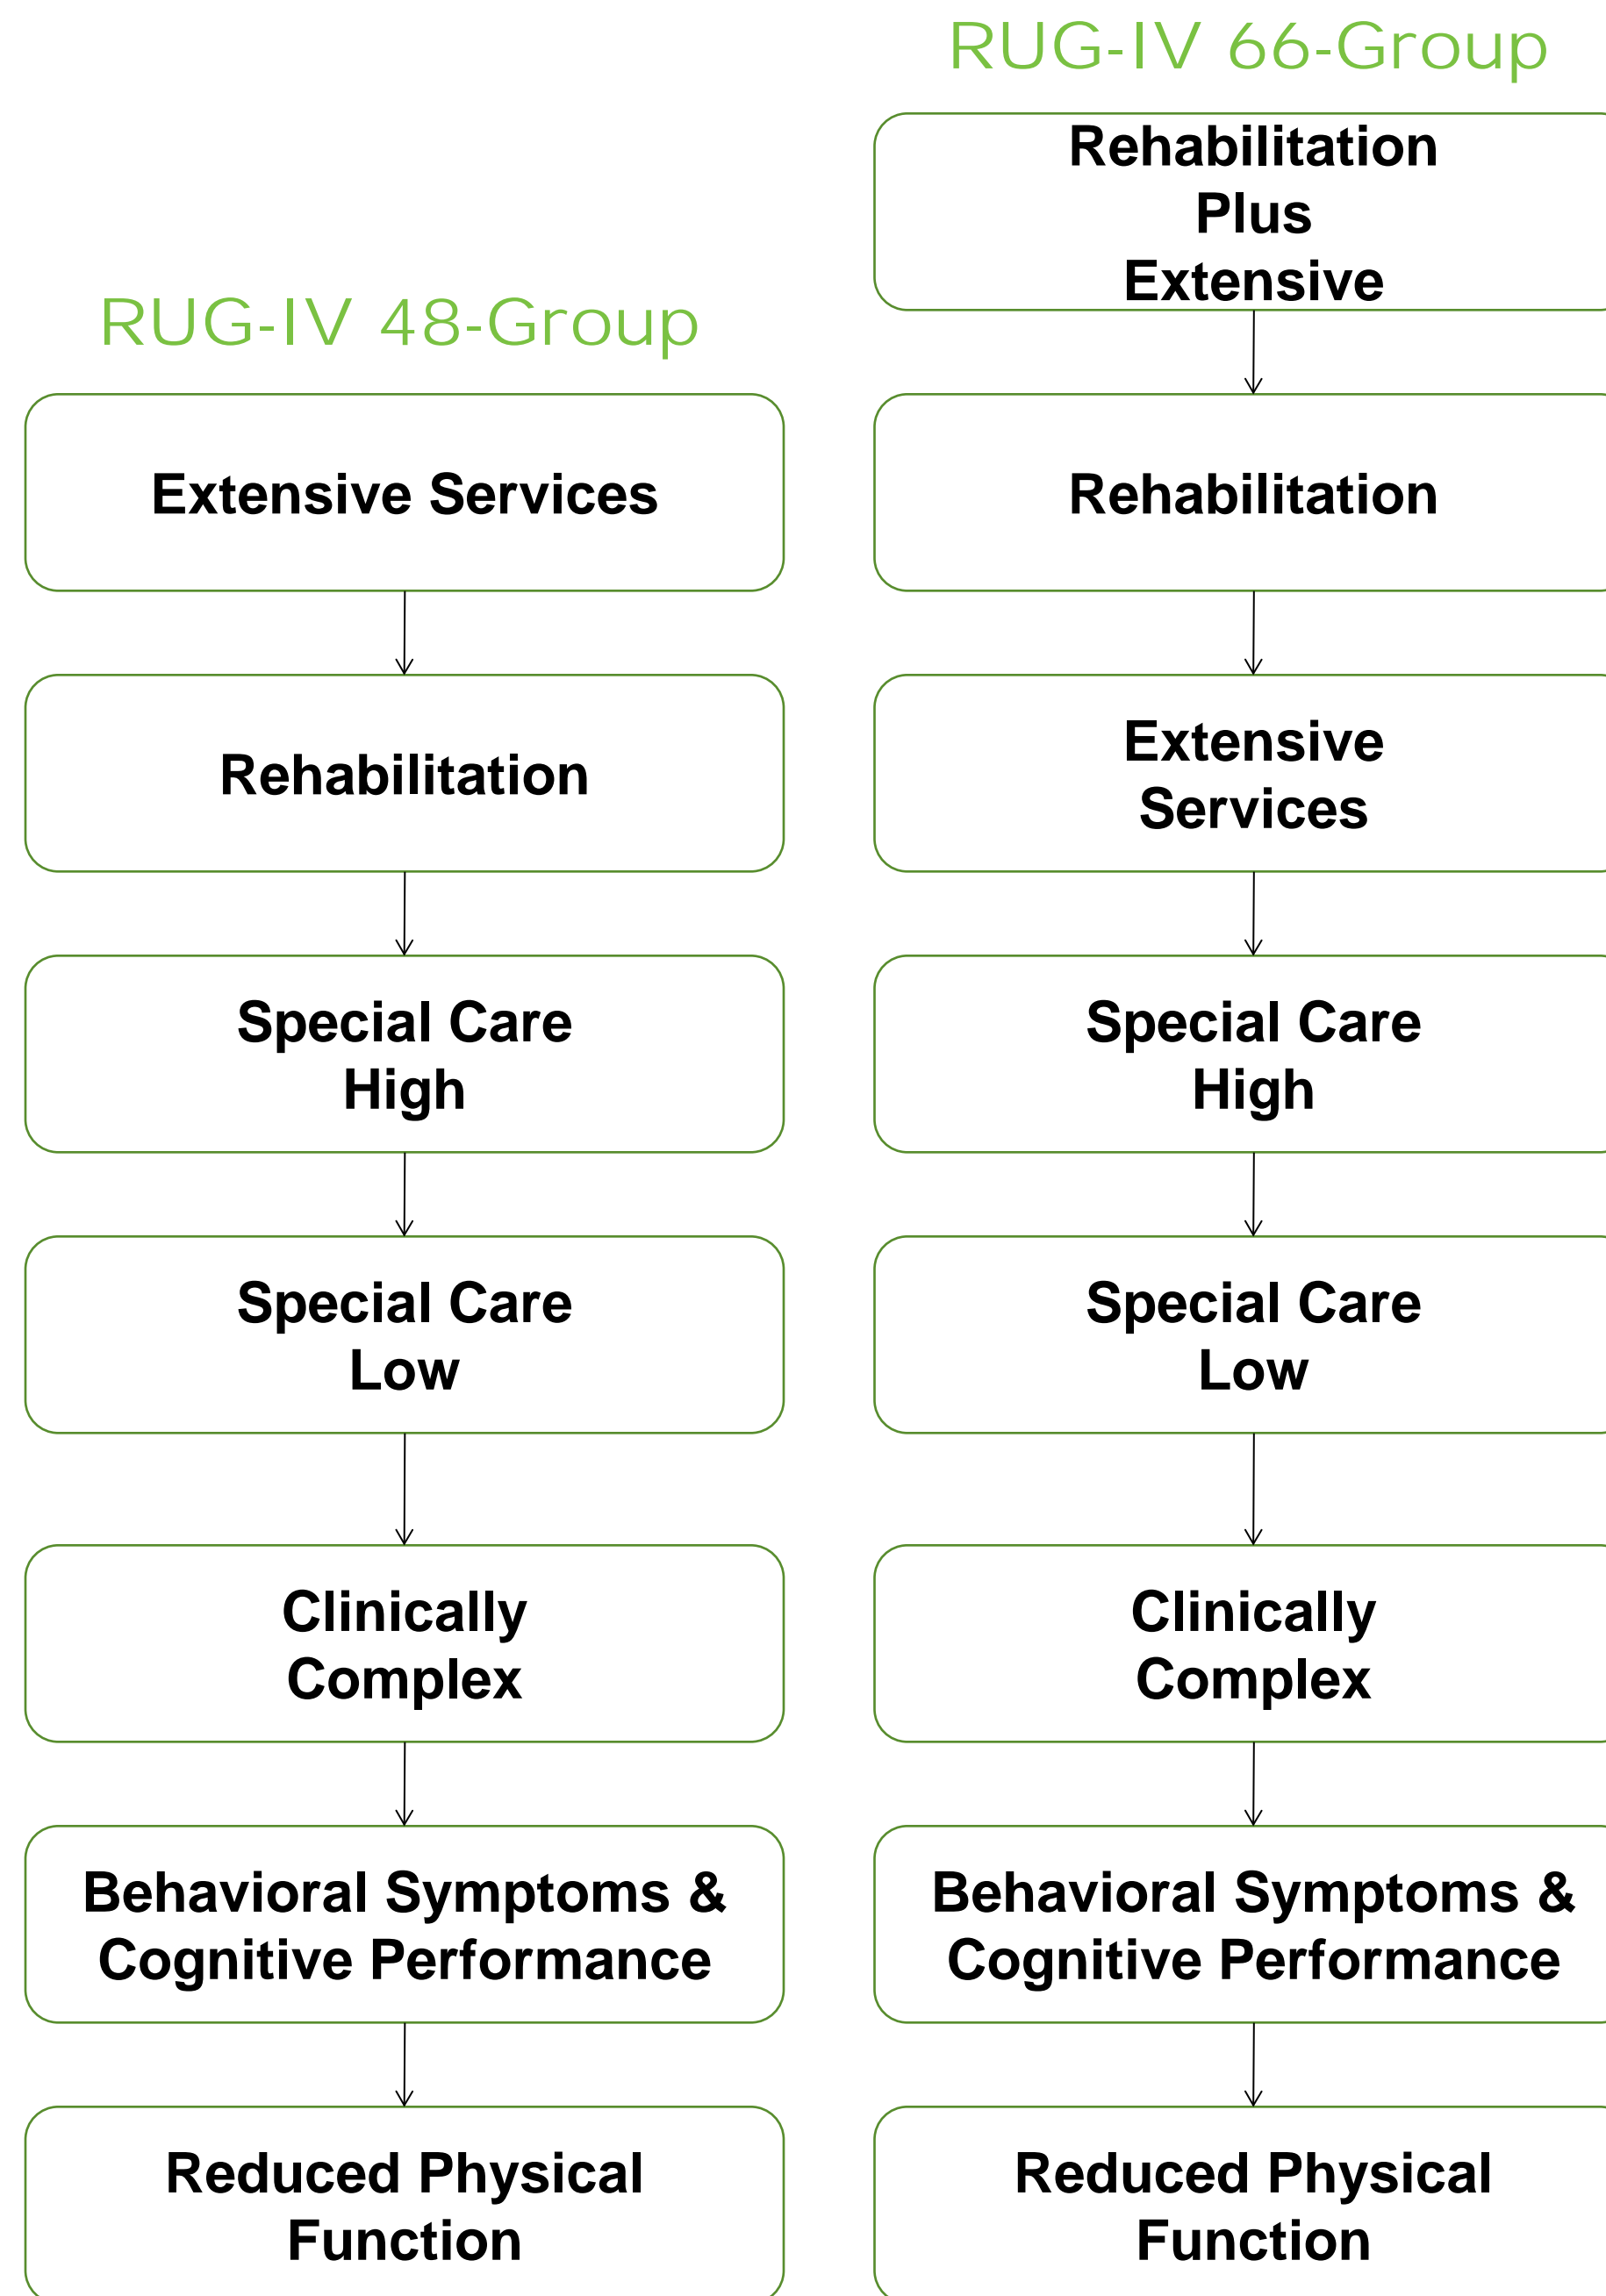 RUG-IV 48-Group
Extensive Services
Rehabilitation
Special Care
High
Special Care
Low
Clinically
Complex
Behavioral Symptoms &
Cognitive Performance
Reduced Physical
Function
RUG-IV 66-Group
Rehabilitation
Plus
Extensive
Rehabilitation
Extensive
Services
Special Care
High
Special Care
Low
Clinically
Complex
Behavioral Symptoms &
Cognitive Performance
Reduced Physical
Function